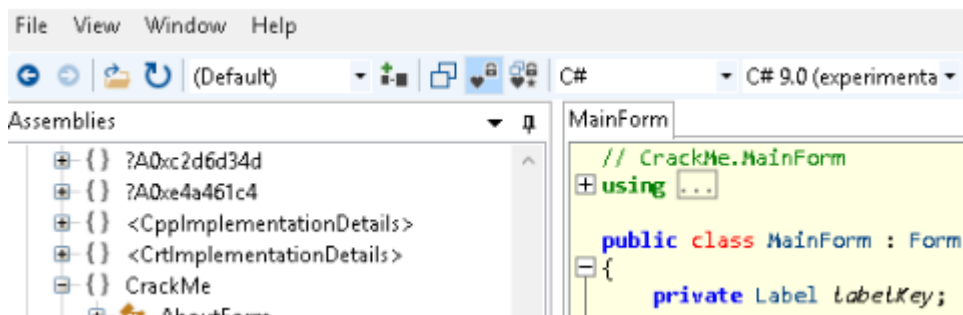 File View Window Help
(Default) C# C# 9.0 (experimenta
Assemblies
MainForm
{ } ?A0xc2d6d34d
{ } ?A0xe4a461c4
{ } <CppImplementationDetails>
{ } <CrtImplementationDetails>
{ } CrackMe
AboutForm
// CrackMe.MainForm
using ...
public class MainForm : Form
{
private Label labelKey;